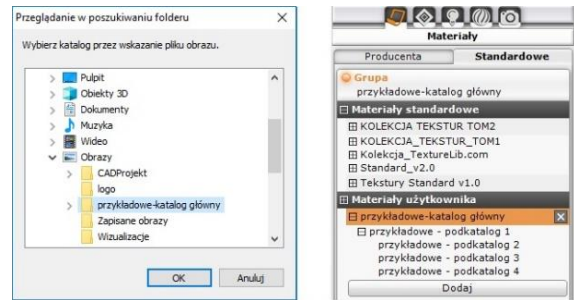 Przeglądanie w poszukiwaniu folderu
Wybierz katalog przez wskazanie pliku obrazu.
Pulpit
Obiekty 3D
Dokumenty
Muzyka
Wideo
Obrazy
CADProjekt
logo
przykładowe-katalog główny
Zapisane obrazy
Wizualizacje
OK Anuluj
Materiały
Producenta Standardowe
Grupa
przykładowe-katalog główny
Materiały standardowe
KOLEKCJA TEKSTUR TOM2
KOLEKCJA_TEKSTUR_TOM1
Kolekcja_TextureLib.com
Standard_v2.0
Tekstury Standard v1.0
Materiały użytkownika
przykładowe-katalog główny
przykładowe - podkatalog 1
przykładowe - podkatalog 2
przykładowe - podkatalog 3
przykładowe - podkatalog 4
Dodaj